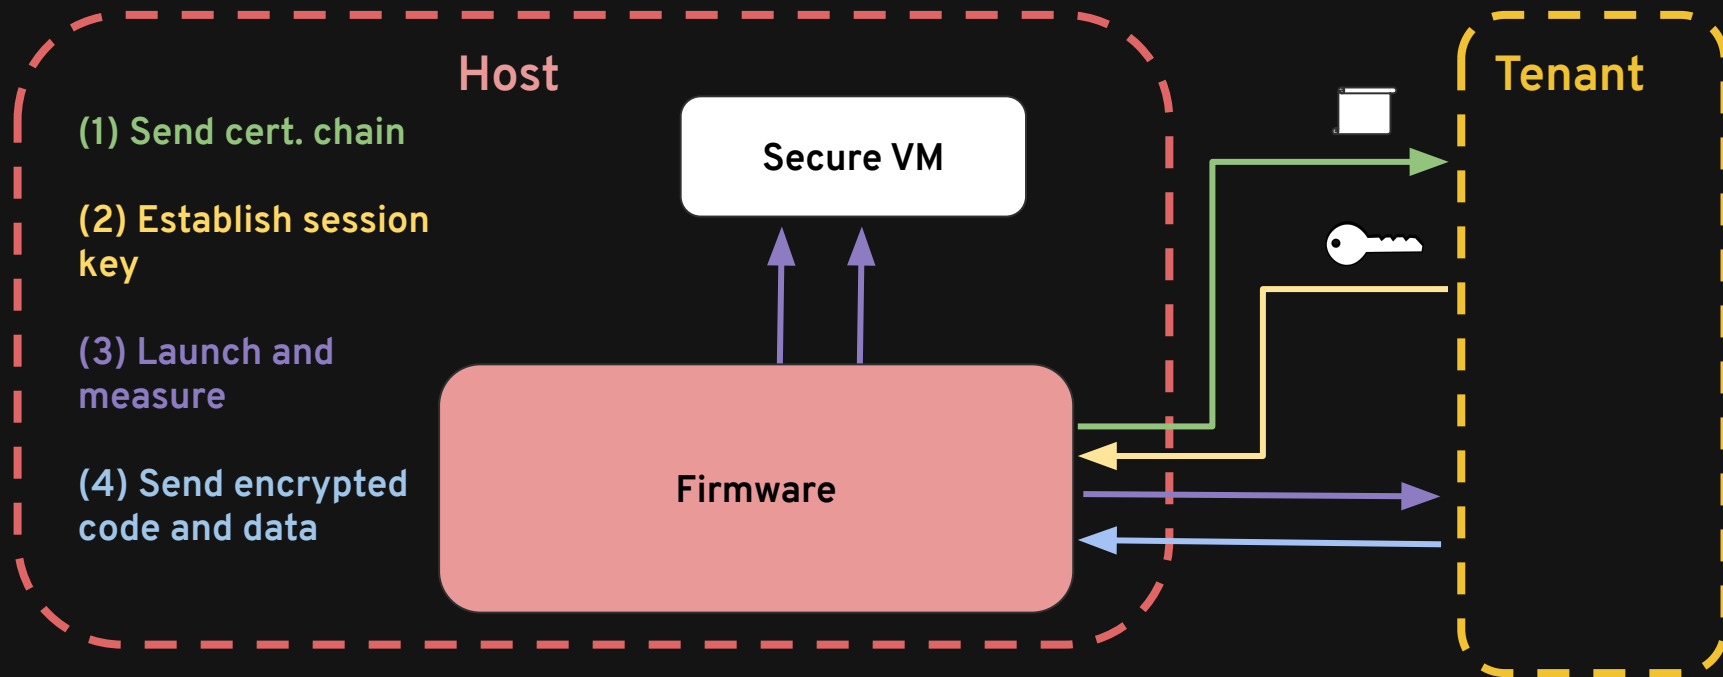 Host
Tenant
(1) Send cert. chain
Secure VM
(2) Establish session
key
(3) Launch and
measure
(4) Send encrypted
code and data
Firmware